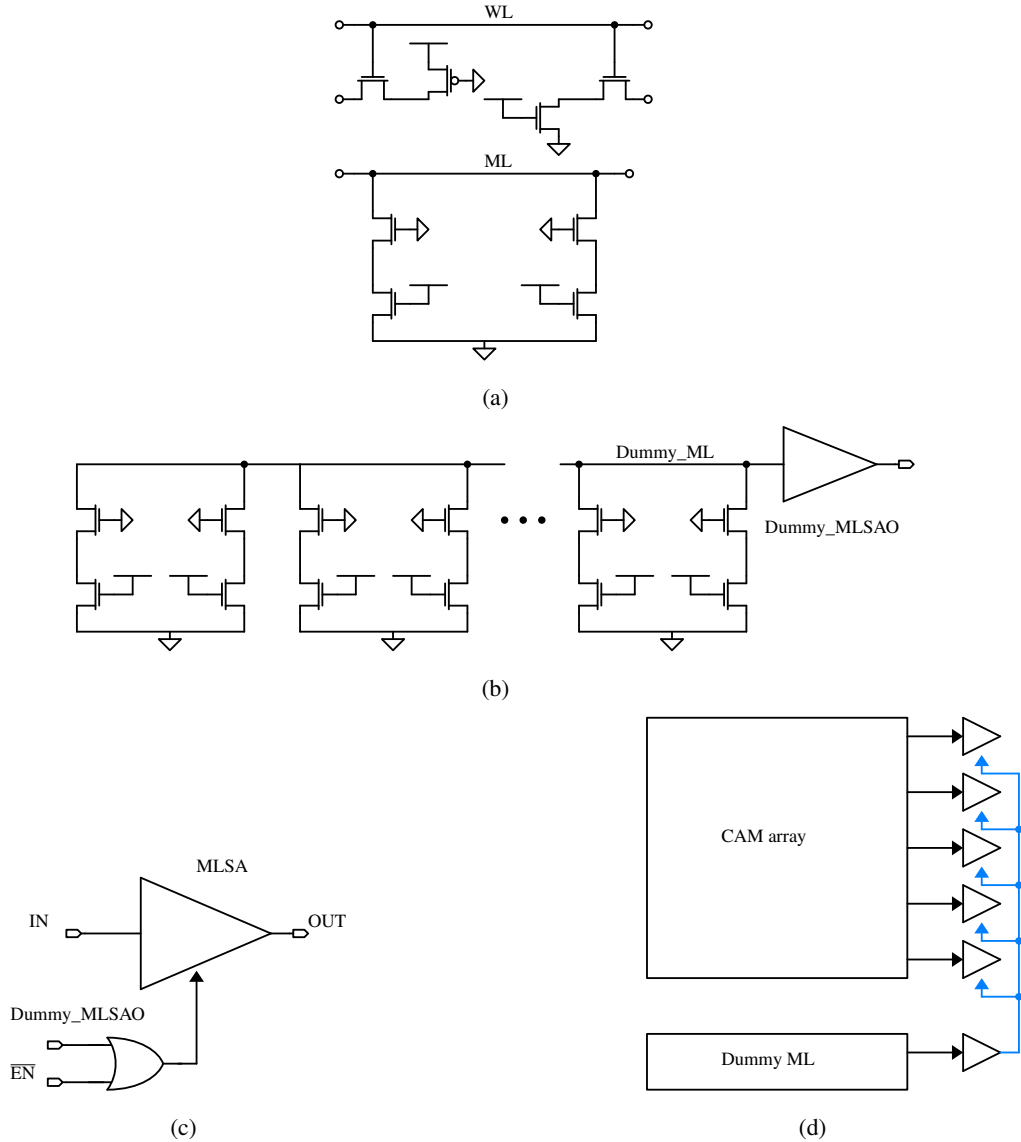 WL
ML
(a)
Dummy_ML
Dummy_MLSAO
(b)
MLSA
IN
OUT
Dummy_MLSAO
EN
(c)
CAM array
Dummy ML
(d)